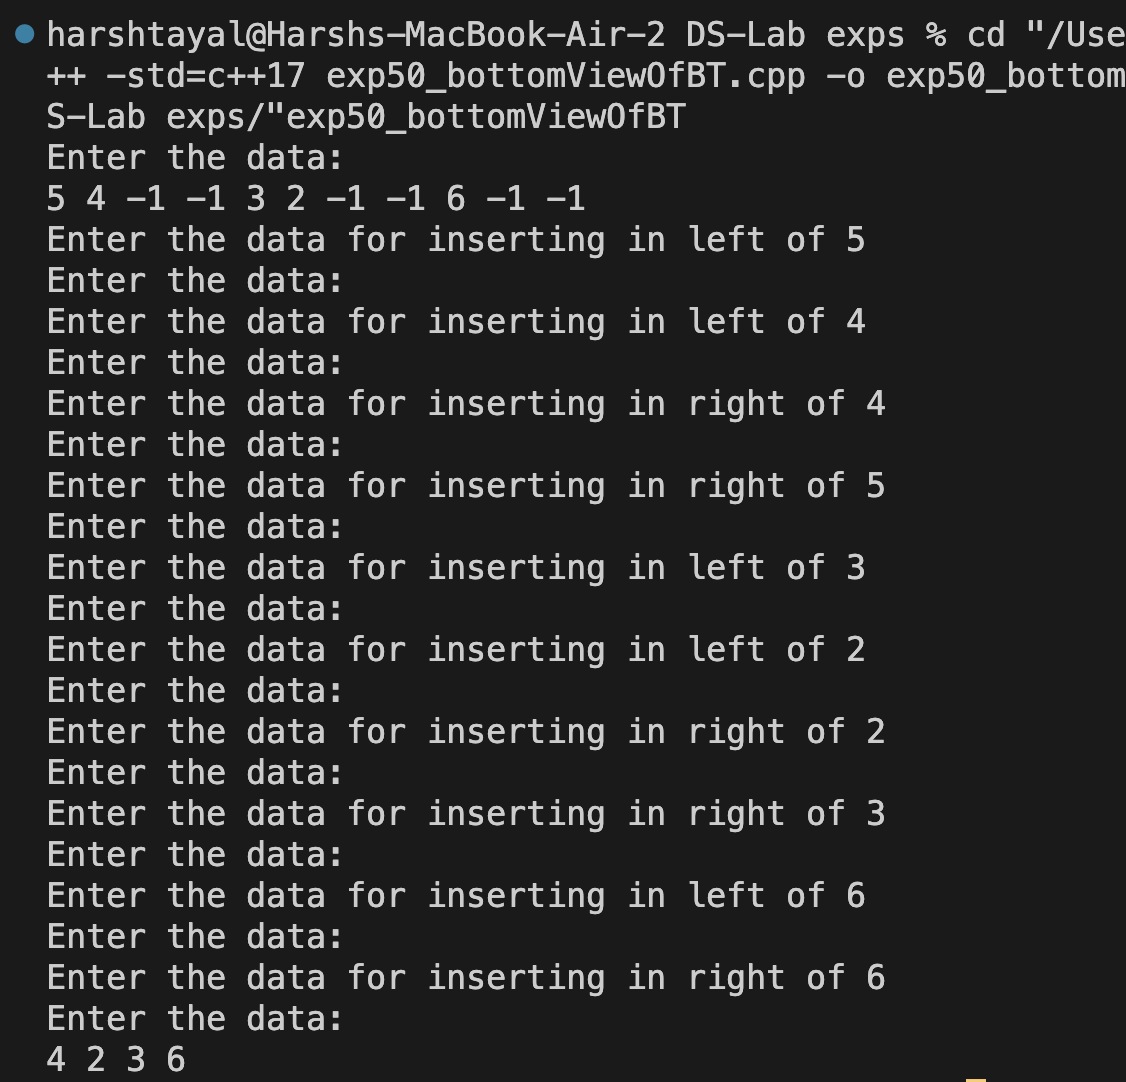 harshtayal@Harshs-MacBook-Air-2 DS-Lab exps % cd "/Use
++ -std=c++17 exp50_bottomViewOfBT.cpp -o exp50_bottom
S-Lab exps/"exp50_bottomViewOfBT
Enter the data:
5 4 -1 -1 3 2 -1 -1 6 -1 -1
Enter the data for inserting in left of 5
Enter the data:
Enter the data for inserting in left of 4
Enter the data:
Enter the data for inserting in right of 4
Enter the data:
Enter the data for inserting in right of 5
Enter the data:
Enter the data for inserting in left of 3
Enter the data:
Enter the data for inserting in left of 2
Enter the data:
Enter the data for inserting in right of 2
Enter the data:
Enter the data for inserting in right of 3
Enter the data:
Enter the data for inserting in left of 6
Enter the data:
Enter the data for inserting in right of 6
Enter the data:
4 2 3 6